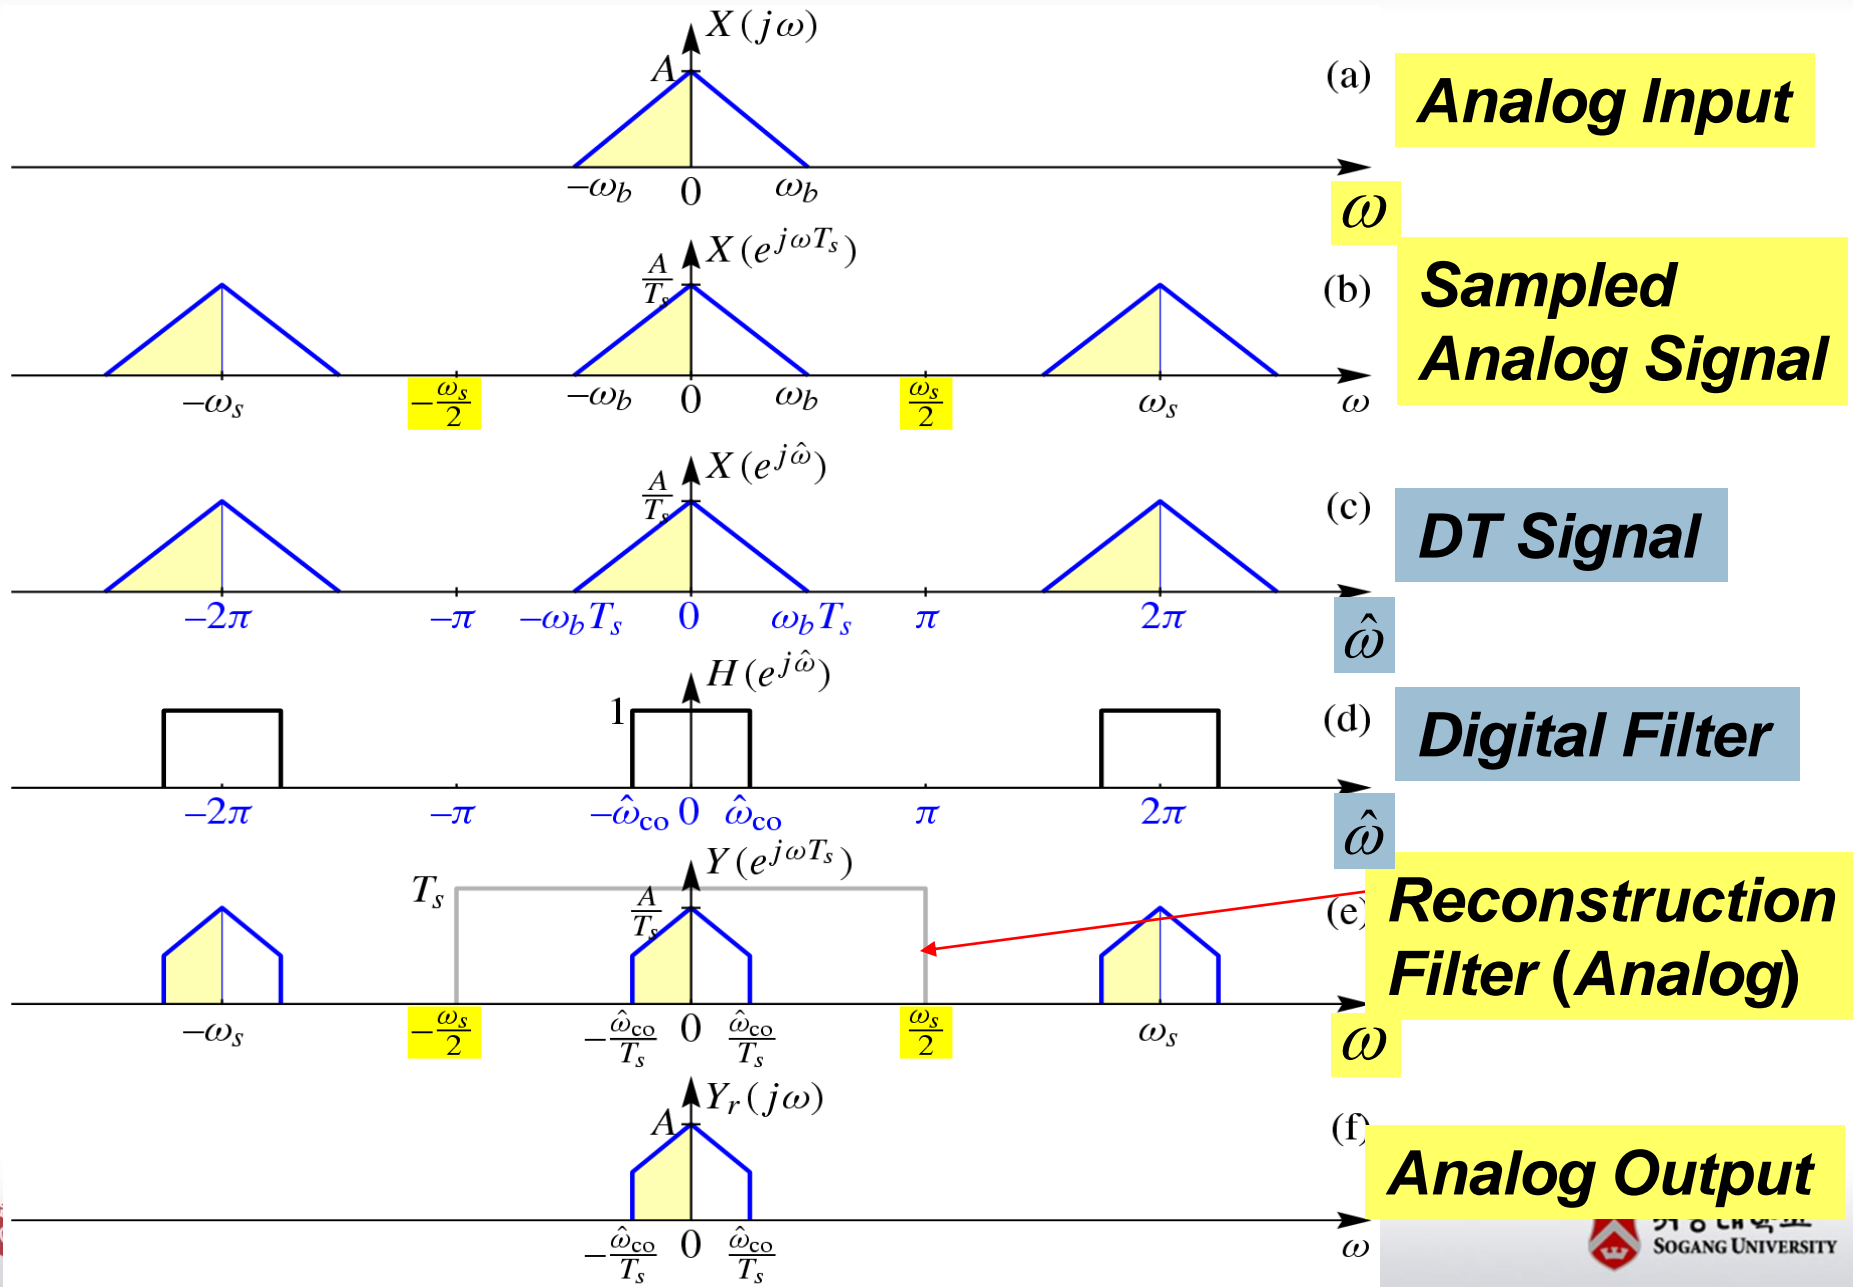 X(jω)
A
(a)
Analog Input
−ω_b 0 ω_b
ω
X(e^{jωT_s})
A/T_s
(b)
Sampled
Analog Signal
−ω_s −ω_s/2 −ω_b 0 ω_b ω_s/2 ω_s ω
X(e^{jω̂})
A/T_s
(c)
DT Signal
−2π −π −ω_bT_s 0 ω_bT_s π 2π
ω̂
H(e^{jω̂})
1
(d)
Digital Filter
−2π −π −ω̂_co 0 ω̂_co π 2π
ω̂
Y(e^{jωT_s})
T_s
A/T_s
(e)
Reconstruction
Filter (Analog)
−ω_s −ω_s/2 −ω̂_co/T_s 0 ω̂_co/T_s ω_s/2 ω_s
ω
Y_r(jω)
A
(f)
Analog Output
−ω̂_co/T_s 0 ω̂_co/T_s ω
SOGANG UNIVERSITY